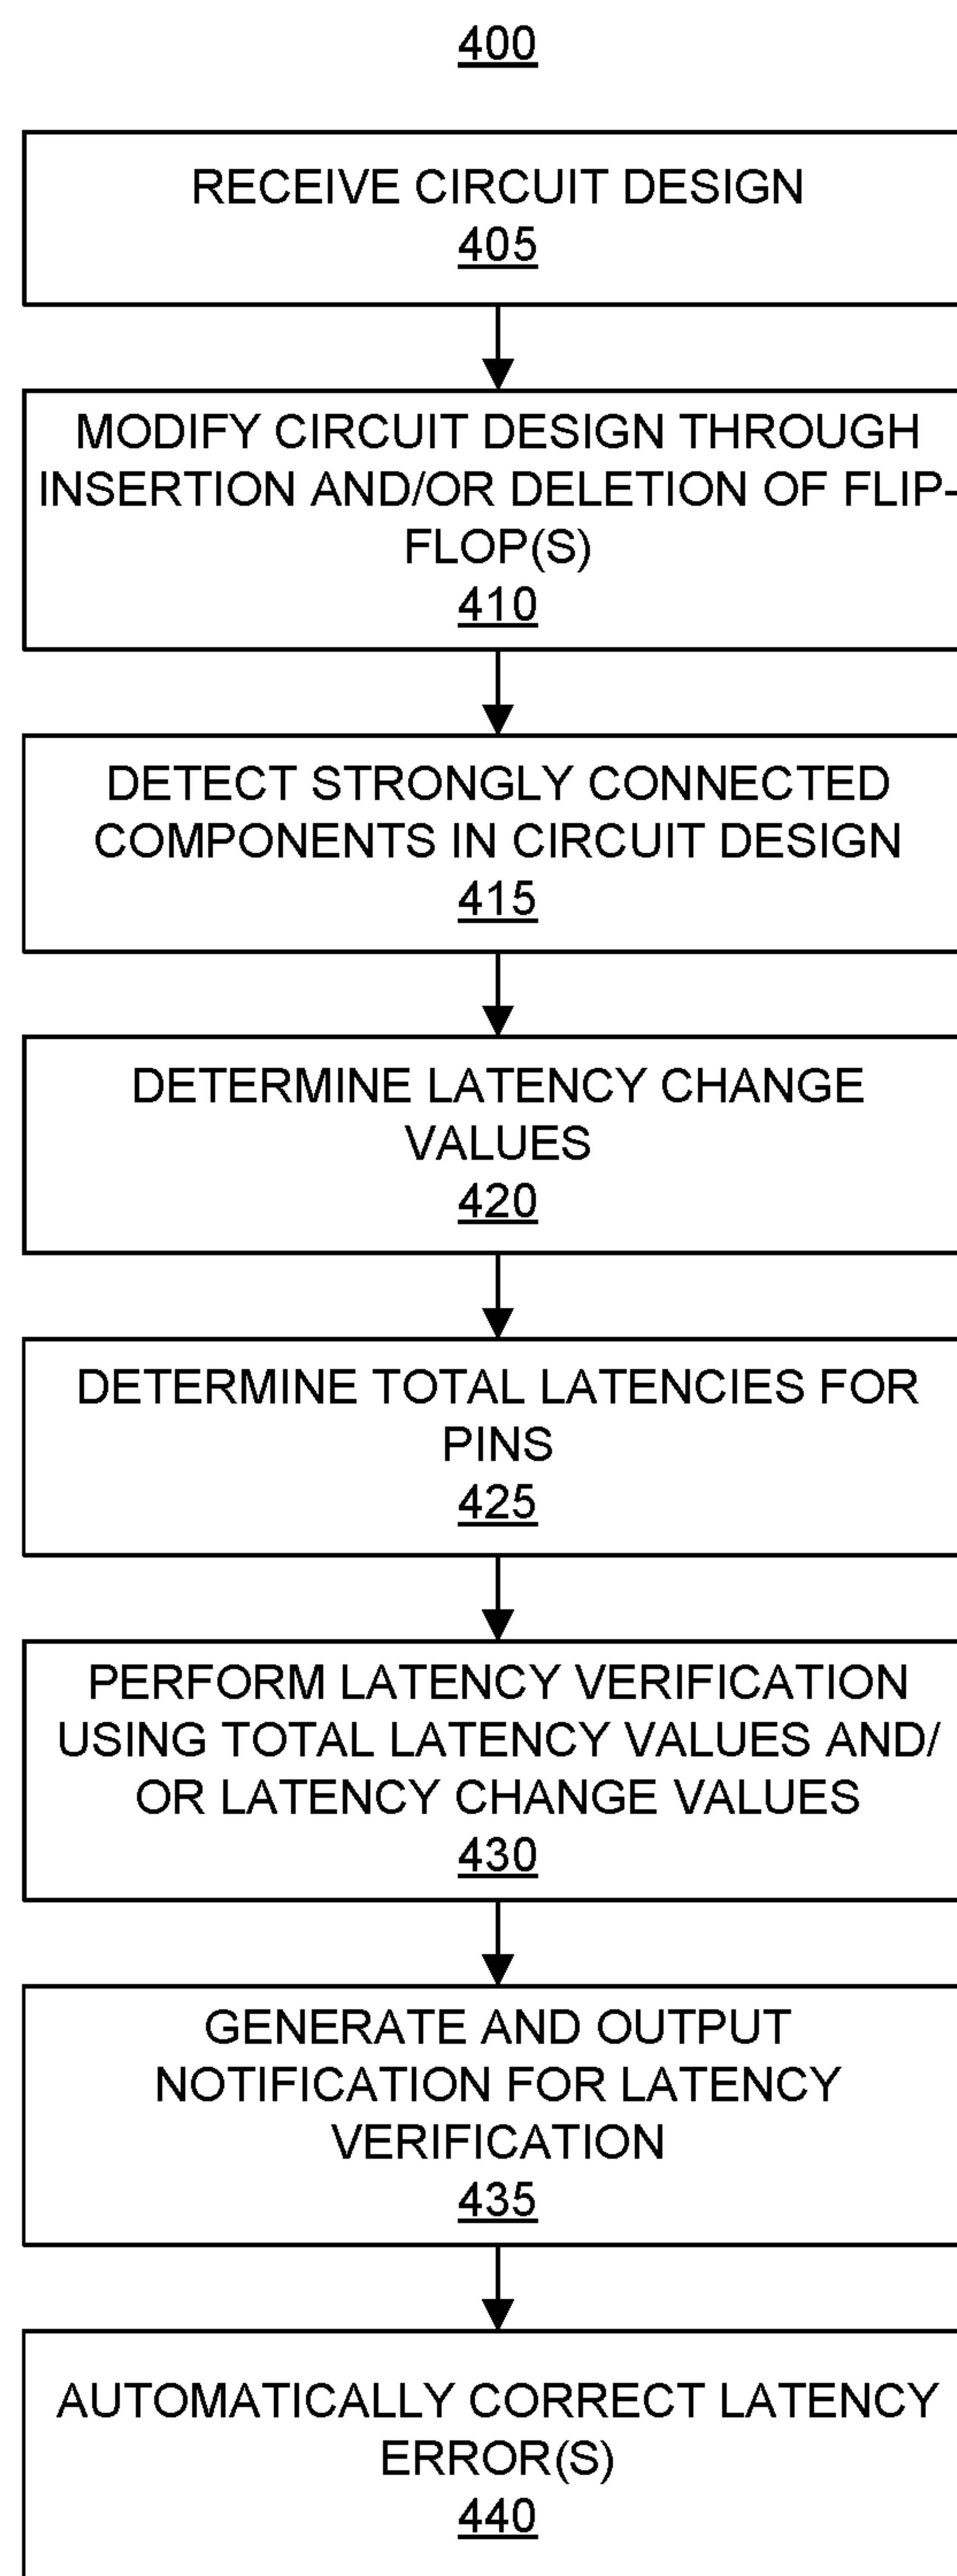 400
RECEIVE CIRCUIT DESIGN
405
MODIFY CIRCUIT DESIGN THROUGH
INSERTION AND/OR DELETION OF FLIP-
FLOP(S)
410
DETECT STRONGLY CONNECTED
COMPONENTS IN CIRCUIT DESIGN
415
DETERMINE LATENCY CHANGE
VALUES
420
DETERMINE TOTAL LATENCIES FOR
PINS
425
PERFORM LATENCY VERIFICATION
USING TOTAL LATENCY VALUES AND/
OR LATENCY CHANGE VALUES
430
GENERATE AND OUTPUT
NOTIFICATION FOR LATENCY
VERIFICATION
435
AUTOMATICALLY CORRECT LATENCY
ERROR(S)
440